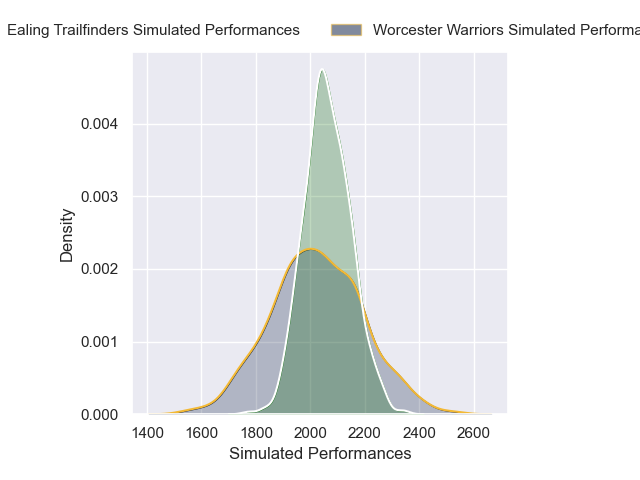 Ealing Trailfinders Simulated Performances
Worcester Warriors Simulated
0.004
0.003
0.002
0.001
0.000
Density
1400 1600 1800 2000 2200 2400 2600
Simulated Performances